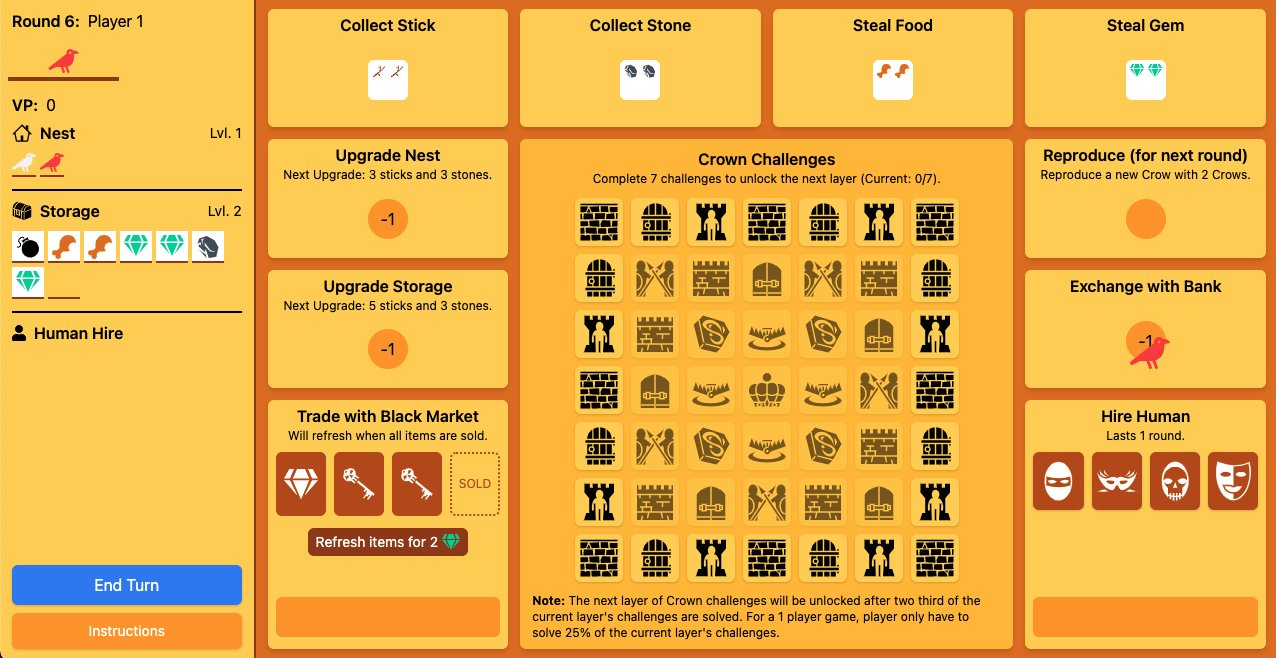 Round 6: Player 1
VP: 0
Nest
Lvl. 1
Storage
Lvl. 2
Human Hire
End Turn
Instructions
Collect Stick
Collect Stone
Steal Food
Steal Gem
Upgrade Nest
Next Upgrade: 3 sticks and 3 stones.
-1
Upgrade Storage
Next Upgrade: 5 sticks and 3 stones.
-1
Trade with Black Market
Will refresh when all items are sold.
SOLD
Refresh items for 2
Crown Challenges
Complete 7 challenges to unlock the next layer (Current: 0/7).
Note: The next layer of Crown challenges will be unlocked after two third of the
current layer's challenges are solved. For a 1 player game, player only have to
solve 25% of the current layer's challenges.
Reproduce (for next round)
Reproduce a new Crow with 2 Crows.
Exchange with Bank
-1
Hire Human
Lasts 1 round.